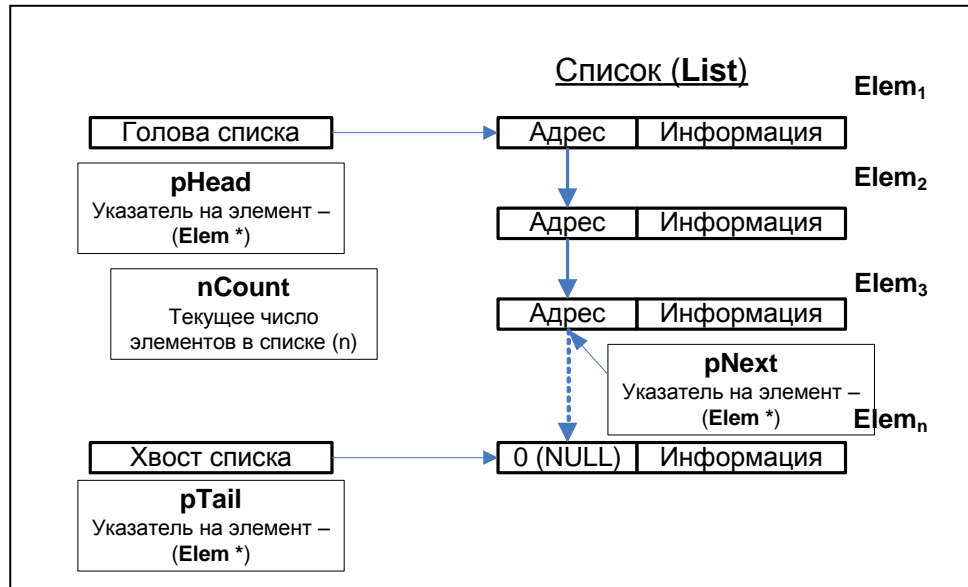 Список (List)
Elem1
Голова списка
Адрес
Информация
pHead
Указатель на элемент –
(Elem *)
Elem2
Адрес
Информация
nCount
Текущее число
элементов в списке (n)
Elem3
Адрес
Информация
pNext
Указатель на элемент –
(Elem *)
Elemn
Хвост списка
0 (NULL)
Информация
pTail
Указатель на элемент –
(Elem *)